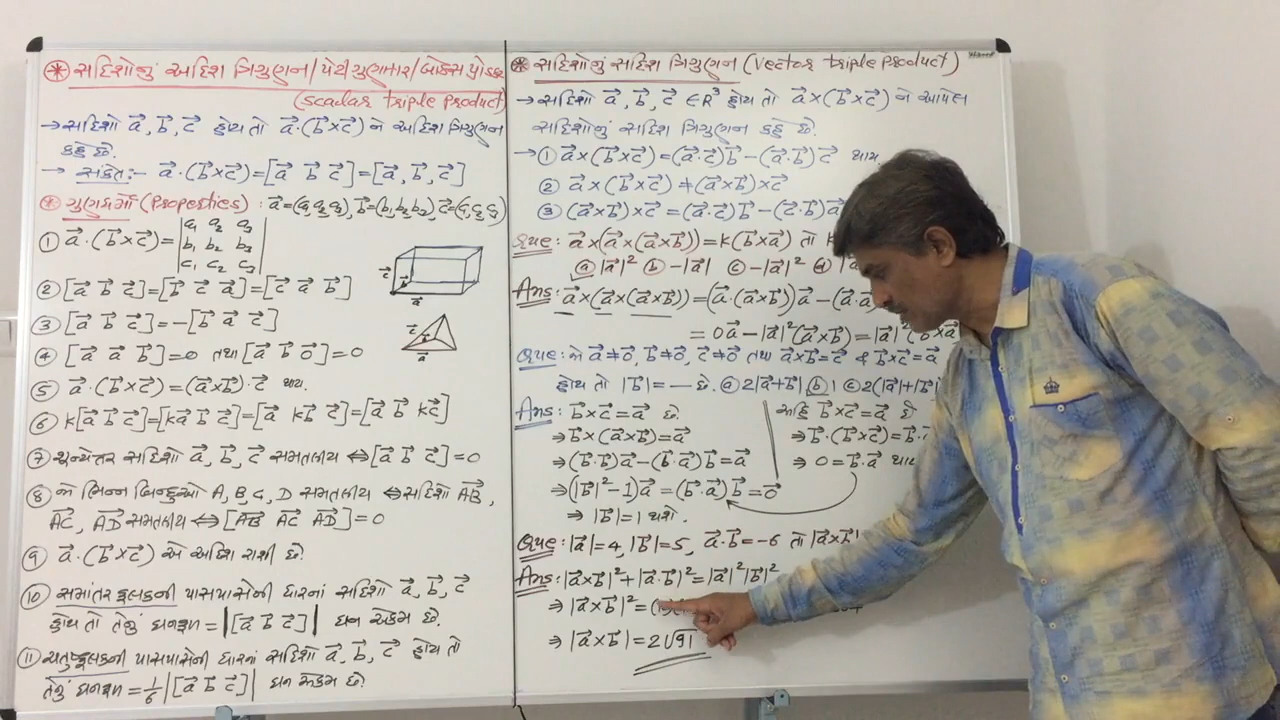 * સદિશોનું અદિશ ત્રિગુણન/પેટીગુણાકાર/બોક્સ પ્રોડક્ટ
(scalar triple product)
→ સદિશો a⃗, b⃗, c⃗ હોય તો a⃗·(b⃗×c⃗) ને અદિશ ત્રિગુણન
કહે છે.
→ સંકેત:- a⃗·(b⃗×c⃗)=[a⃗ b⃗ c⃗]=[a⃗, b⃗, c⃗]
* ગુણધર્મો (Properties) : a⃗=(a₁ a₂ a₃), b⃗=(b₁, b₂ b₃), c⃗=(c₁ c₂ c₃)
① a⃗·(b⃗×c⃗)= |a₁ a₂ a₃|
|b₁ b₂ b₃|
|c₁ c₂ c₃|
② [a⃗ b⃗ c⃗]=[b⃗ c⃗ a⃗]=[c⃗ a⃗ b⃗]
③ [a⃗ b⃗ c⃗]=-[b⃗ a⃗ c⃗]
④ [a⃗ a⃗ b⃗]=0 તથા [a⃗ b⃗ 0⃗]=0
⑤ a⃗·(b⃗×c⃗)=(a⃗×b⃗)·c⃗ થાય.
⑥ k[a⃗ b⃗ c⃗]=[ka⃗ b⃗ c⃗]=[a⃗ kb⃗ c⃗]=[a⃗ b⃗ kc⃗]
⑦ શૂન્યેત્તર સદિશો a⃗, b⃗, c⃗ સમતલીય ⇔[a⃗ b⃗ c⃗]=0
⑧ જો ભિન્ન બિન્દુઓ A, B, C, D સમતલીય ⇔ સદિશો AB⃗,
AC⃗, AD⃗ સમતલીય ⇔ [AB⃗ AC⃗ AD⃗]=0
⑨ a⃗·(b⃗×c⃗) એ અદિશ રાશી છે.
⑩ સમાંતર ફલકની પાસપાસેની ધારનાં સદિશો a⃗, b⃗, c⃗
હોય તો તેનું ઘનફળ = |[a⃗ b⃗ c⃗]| ઘન એકમ છે.
⑪ ચતુષ્ફલકની પાસપાસેની ધારનાં સદિશો a⃗, b⃗, c⃗ હોય તો
તેનું ઘનફળ = 1/6 |[a⃗ b⃗ c⃗]| ઘન એકમ છે.
* સદિશોનું સદિશ ત્રિગુણન (Vector triple product)
→ સદિશો a⃗, b⃗, c⃗ ∈R³ હોય તો a⃗×(b⃗×c⃗) ને આપેલ
સદિશોનું સદિશ ત્રિગુણન કહે છે.
→ ① a⃗×(b⃗×c⃗)=(a⃗·c⃗)b⃗-(a⃗·b⃗)c⃗ થાય
② a⃗×(b⃗×c⃗)≠(a⃗×b⃗)×c⃗
③ (a⃗×b⃗)×c⃗=(a⃗·c⃗)b⃗-(c⃗·b⃗)a⃗
Que: a⃗×(a⃗×(a⃗×b⃗))=k(b⃗×a⃗) તો k
ⓐ |a⃗|² ⓑ -|a⃗| ⓒ -|a⃗|² ⓓ |a
Ans: a⃗×(a⃗×(a⃗×b⃗))=(a⃗·(a⃗×b⃗))a⃗-(a⃗·a⃗)
= 0a⃗-|a⃗|²(a⃗×b⃗)=|a⃗|²(b⃗×a⃗)
Que: જો a⃗≠0⃗, b⃗≠0⃗, c⃗≠0⃗ તથા a⃗×b⃗=c⃗ & b⃗×c⃗=a⃗
હોય તો |b⃗|= — છે. ⓐ 2|a⃗+b⃗| ⓑ 1 ⓒ 2(|a⃗|+|b⃗|
Ans: b⃗×c⃗=a⃗ છે.
⇒b⃗×(a⃗×b⃗)=a⃗
⇒(b⃗·b⃗)a⃗-(b⃗·a⃗)b⃗=a⃗
⇒(|b⃗|²-1)a⃗=(b⃗·a⃗)b⃗=0⃗
⇒ |b⃗|=1 થશે.
અહિં b⃗×c⃗=a⃗ છે
⇒b⃗·(b⃗×c⃗)=b⃗·
⇒ 0=b⃗·a⃗ થાય
Que: |a⃗|=4, |b⃗|=5, a⃗·b⃗=-6 તો |a⃗×b⃗|
Ans: |a⃗×b⃗|²+|a⃗·b⃗|²=|a⃗|²|b⃗|²
⇒ |a⃗×b⃗|²=
⇒ |a⃗×b⃗|=2√91